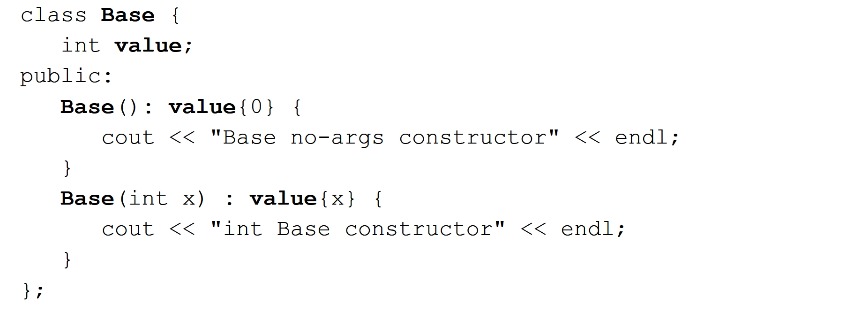 class Base {
   int value;
public:
   Base(): value{0} {
      cout << "Base no-args constructor" << endl;
   }
   Base(int x) : value{x} {
      cout << "int Base constructor" << endl;
   }
};